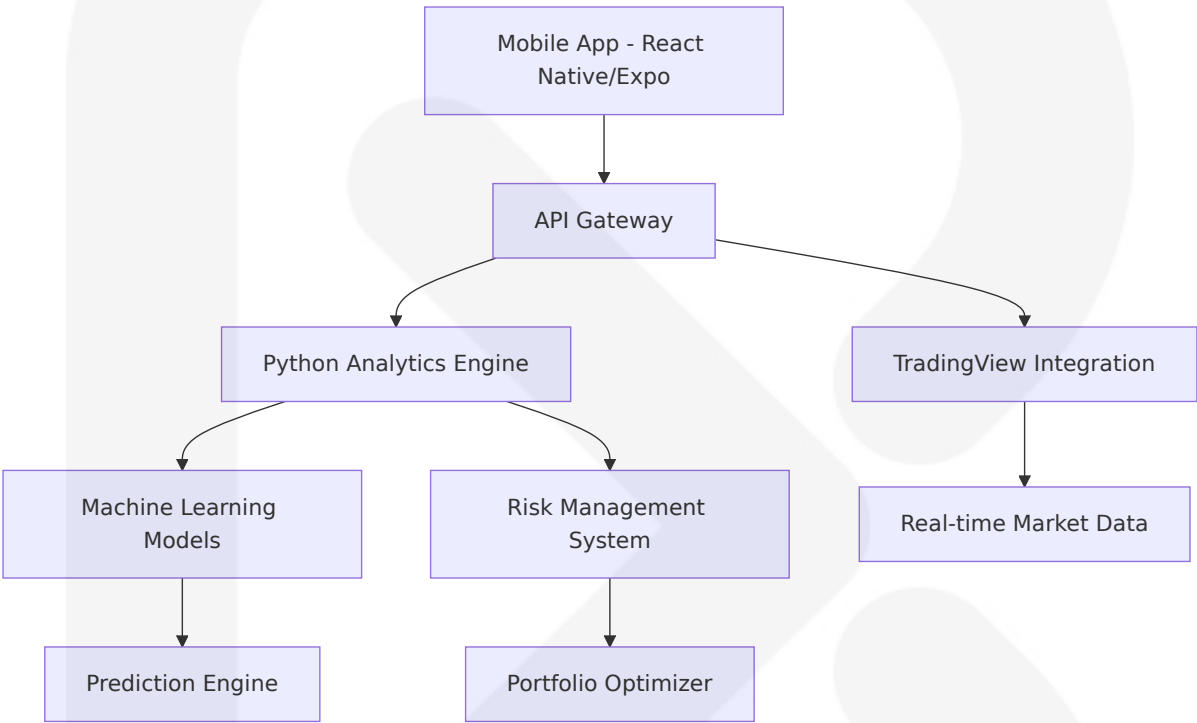 Mobile App - React
Native/Expo
API Gateway
Python Analytics Engine
TradingView Integration
Machine Learning
Models
Risk Management
System
Real-time Market Data
Prediction Engine
Portfolio Optimizer